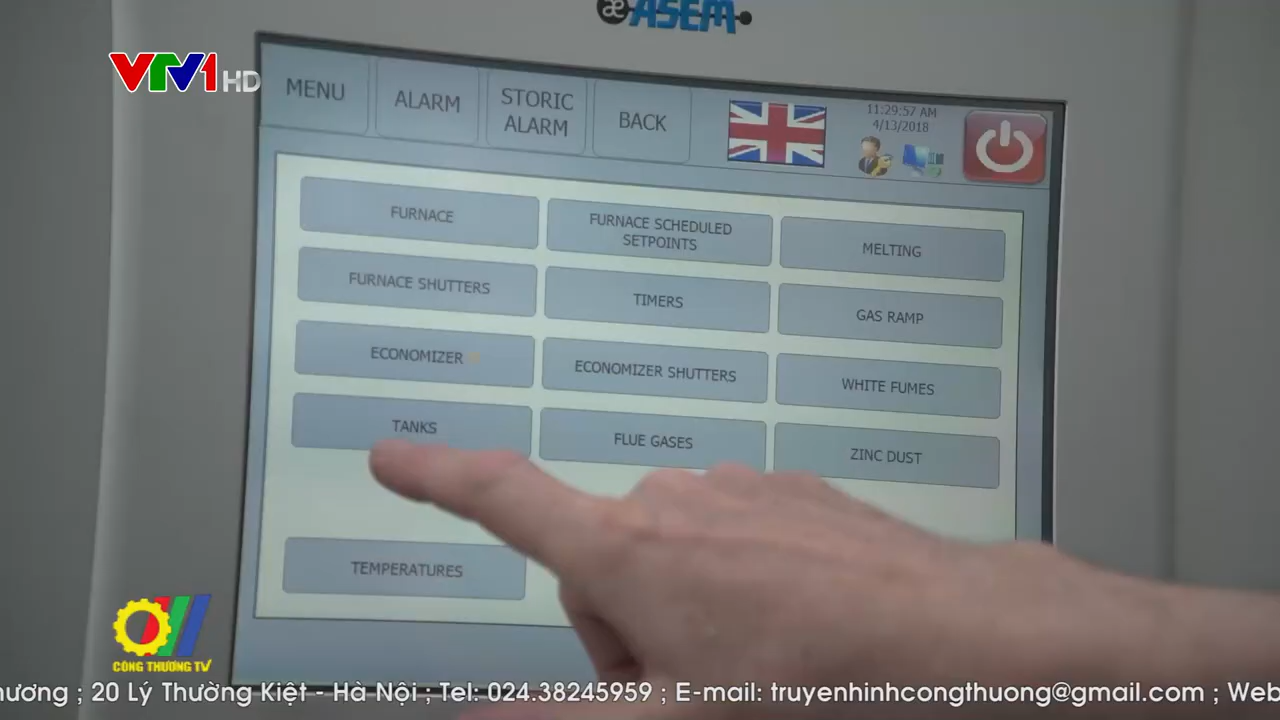 ASEM
VTV1 HD
MENU
ALARM
STORIC
ALARM
BACK
11:29:57 AM
4/13/2018
FURNACE
FURNACE SCHEDULED
SETPOINTS
MELTING
FURNACE SHUTTERS
TIMERS
GAS RAMP
ECONOMIZER
ECONOMIZER SHUTTERS
WHITE FUMES
TANKS
FLUE GASES
ZINC DUST
TEMPERATURES
CÔNG THƯƠNG TV
hương ; 20 Lý Thường Kiệt - Hà Nội ; Tel: 024.38245959 ; E-mail: truyenhinhcongthuong@gmail.com ; Web